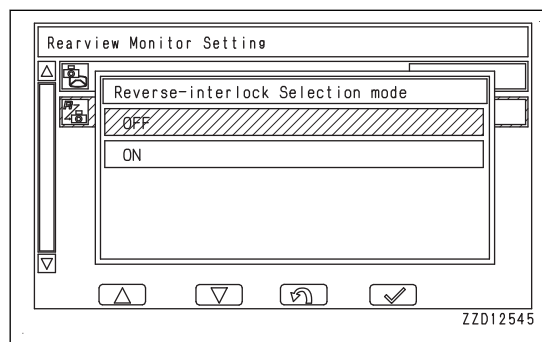 Rearview Monitor Setting
Reverse-interlock Selection mode
OFF
ON
ZZD12545